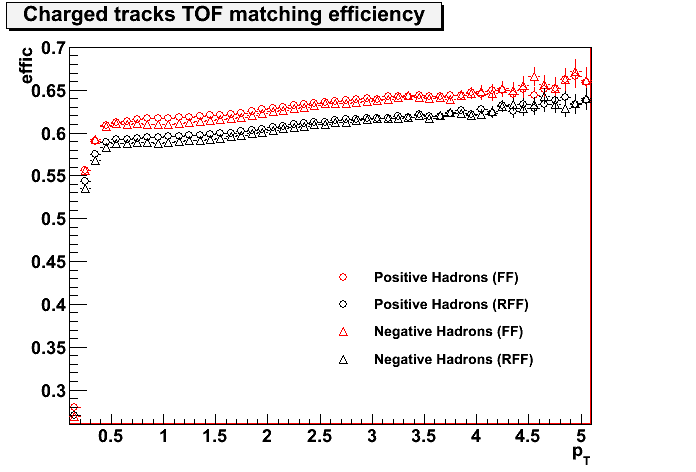 Charged tracks TOF matching efficiency
effic
0.7
0.65
0.6
0.55
0.5
0.45
0.4
0.35
0.3
Positive Hadrons (FF)
Positive Hadrons (RFF)
Negative Hadrons (FF)
Negative Hadrons (RFF)
0.5 1 1.5 2 2.5 3 3.5 4 4.5 5
p_T